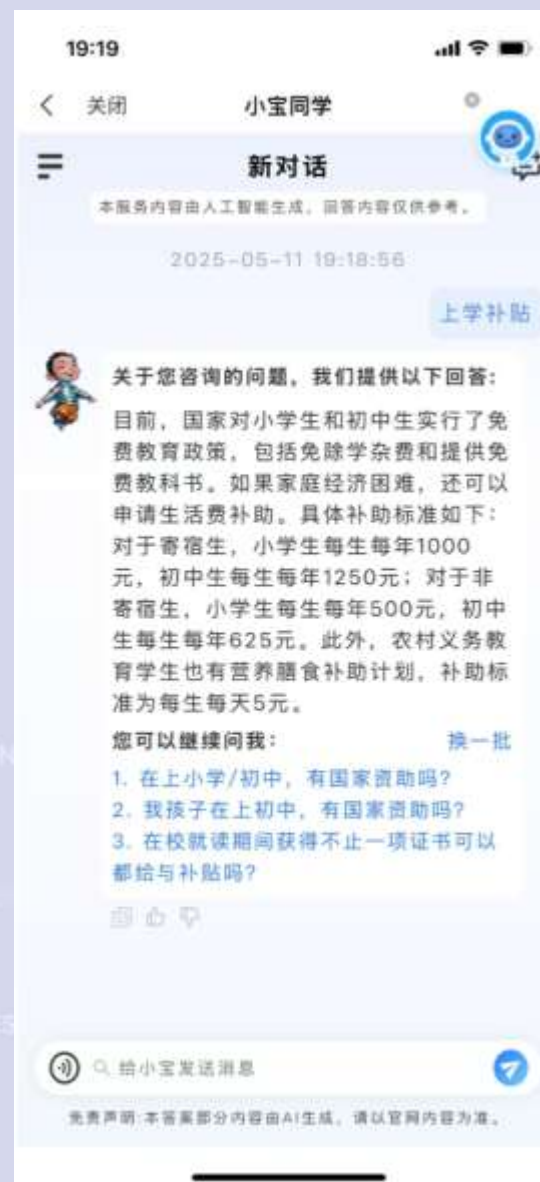 19:19
关闭
小宝同学
新对话
本服务内容由人工智能生成，回答内容仅供参考。
2025-05-11 19:18:56
上学补贴
关于您咨询的问题，我们提供以下回答：
目前，国家对小学生和初中生实行了免
费教育政策，包括免除学杂费和提供免
费教科书。如果家庭经济困难，还可以
申请生活费补助。具体补助标准如下：
对于寄宿生，小学生每生每年1000
元，初中生每生每年1250元；对于非
寄宿生，小学生每生每年500元，初中
生每生每年625元。此外，农村义务教
育学生也有营养膳食补助计划，补助标
准为每生每天5元。
您可以继续问我：
换一批
1. 在上小学/初中，有国家资助吗？
2. 我孩子在上初中，有国家资助吗？
3. 在校就读期间获得不止一项证书可以
都给与补贴吗？
给小宝发送消息
免责声明:本答案部分内容由AI生成，请以官网内容为准。